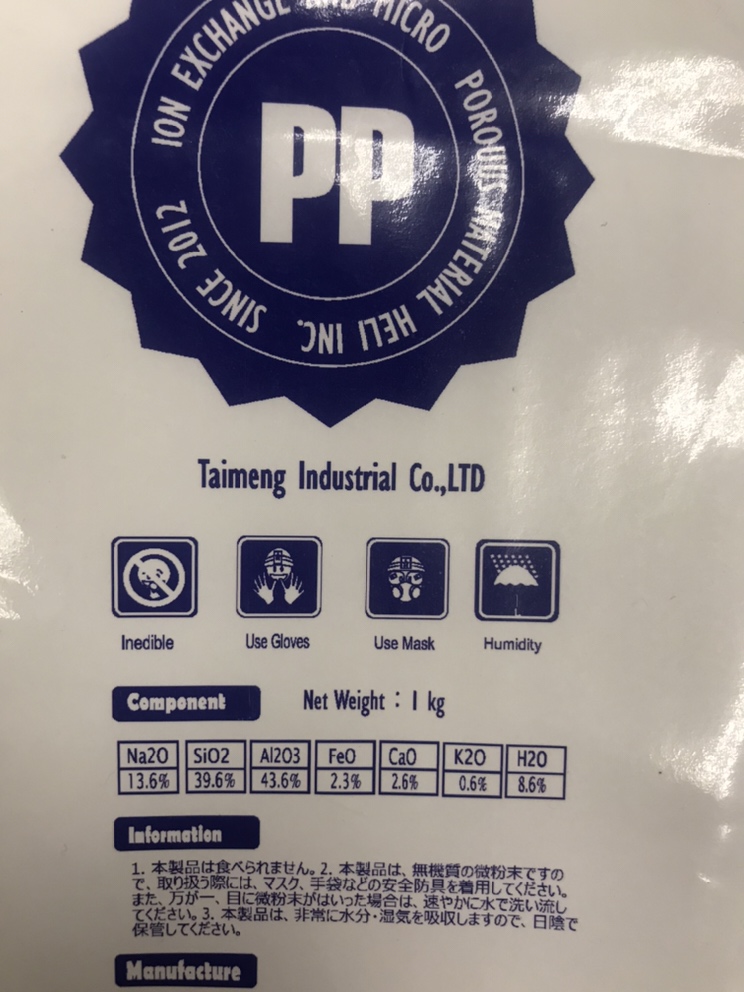 ION EXCHANGE AND MICRO POROUUS MATERIAL HELI INC. SINCE 2012
PP
Taimeng Industrial Co.,LTD
Inedible Use Gloves Use Mask Humidity
Component Net Weight : 1 kg
Na2O SiO2 Al2O3 FeO CaO K2O H2O
13.6% 39.6% 43.6% 2.3% 2.6% 0.6% 8.6%
Information
1. 本製品は食べられません。2. 本製品は、無機質の微粉末ですの
で、取り扱う際には、マスク、手袋などの安全防具を着用してください。
また、万が一、目に微粉末がはいった場合は、速やかに水で洗い流し
てください。3. 本製品は、非常に水分・湿気を吸収しますので、日陰で
保管してください。
Manufacture